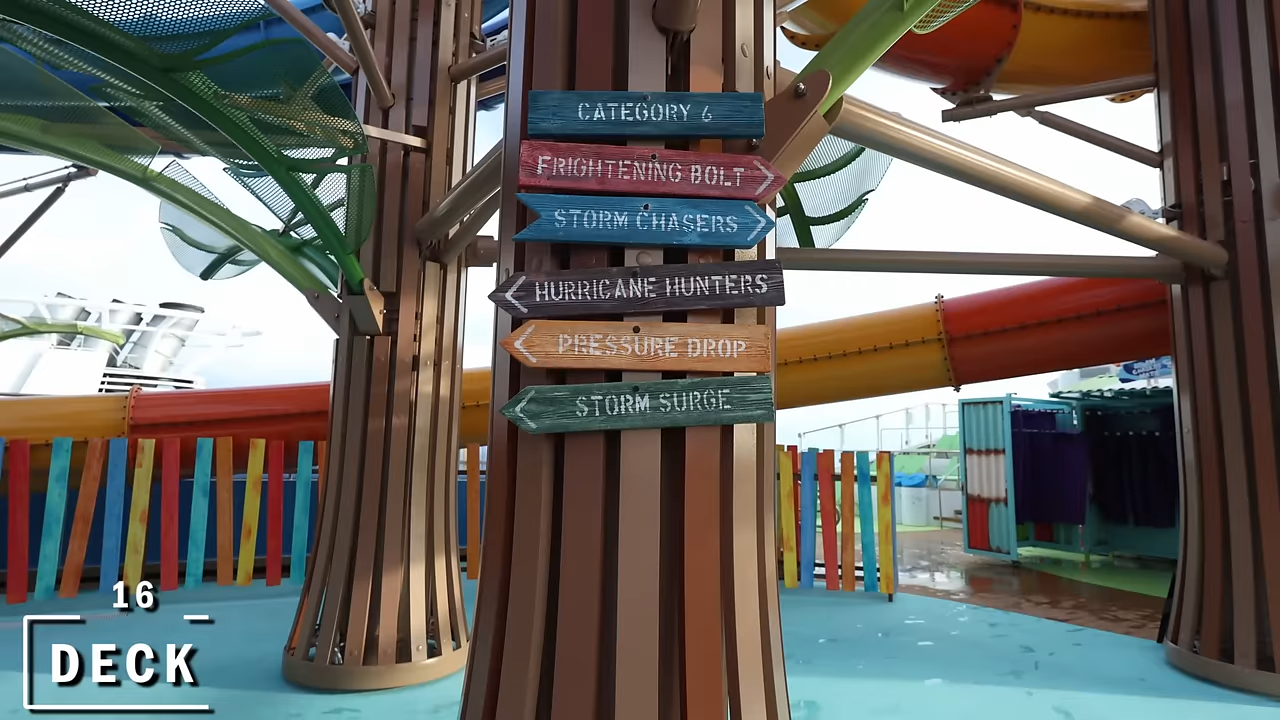 CATEGORY 6
FRIGHTENING BOLT
STORM CHASERS
HURRICANE HUNTERS
PRESSURE DROP
STORM SURGE
16
DECK